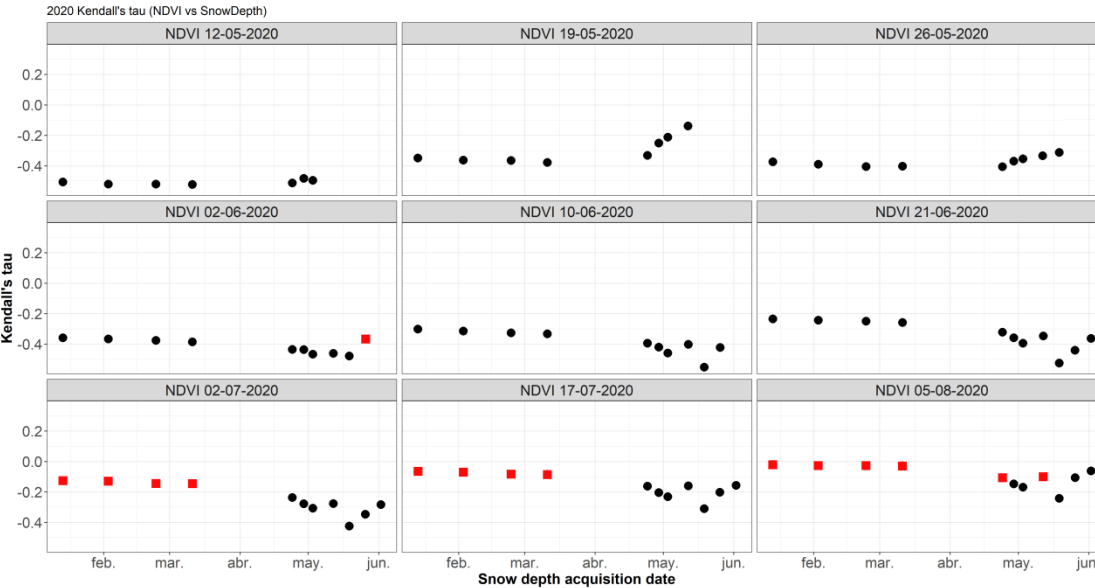 2020 Kendall's tau (NDVI vs SnowDepth)
NDVI 12-05-2020 NDVI 19-05-2020 NDVI 26-05-2020
0.2
0.0
-0.2
-0.4
NDVI 02-06-2020 NDVI 10-06-2020 NDVI 21-06-2020
0.2
0.0
-0.2
-0.4
Kendall's tau
NDVI 02-07-2020 NDVI 17-07-2020 NDVI 05-08-2020
0.2
0.0
-0.2
-0.4
feb. mar. abr. may. jun. feb. mar. abr. may. jun. feb. mar. abr. may. jun
Snow depth acquisition date